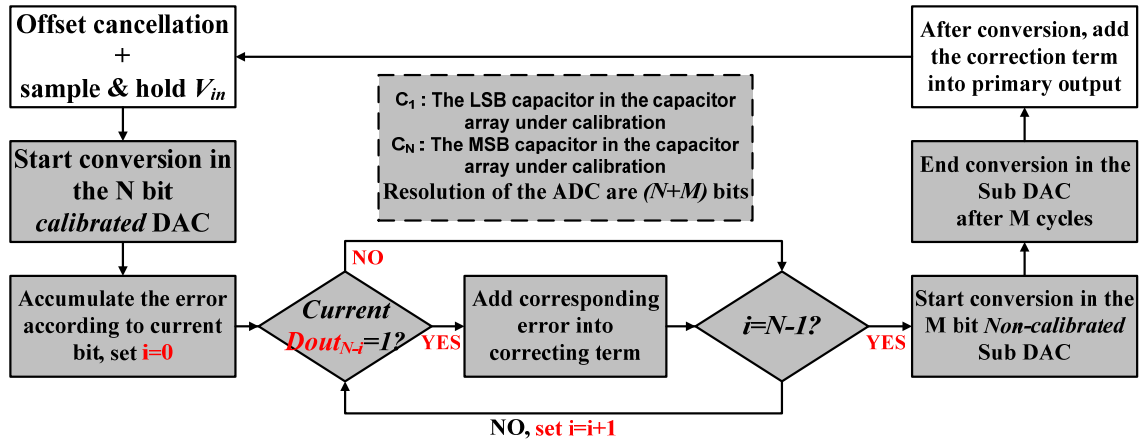 Offset cancellation
+
sample & hold Vin
Start conversion in
the N bit
calibrated DAC
Accumulate the error
according to current
bit, set i=0
C1 : The LSB capacitor in the capacitor
array under calibration
CN : The MSB capacitor in the capacitor
array under calibration
Resolution of the ADC are (N+M) bits
NO
Current
DoutN-i=1?
YES
Add corresponding
error into
correcting term
i=N-1?
YES
NO, set i=i+1
Start conversion in the
M bit Non-calibrated
Sub DAC
End conversion in the
Sub DAC
after M cycles
After conversion, add
the correction term
into primary output